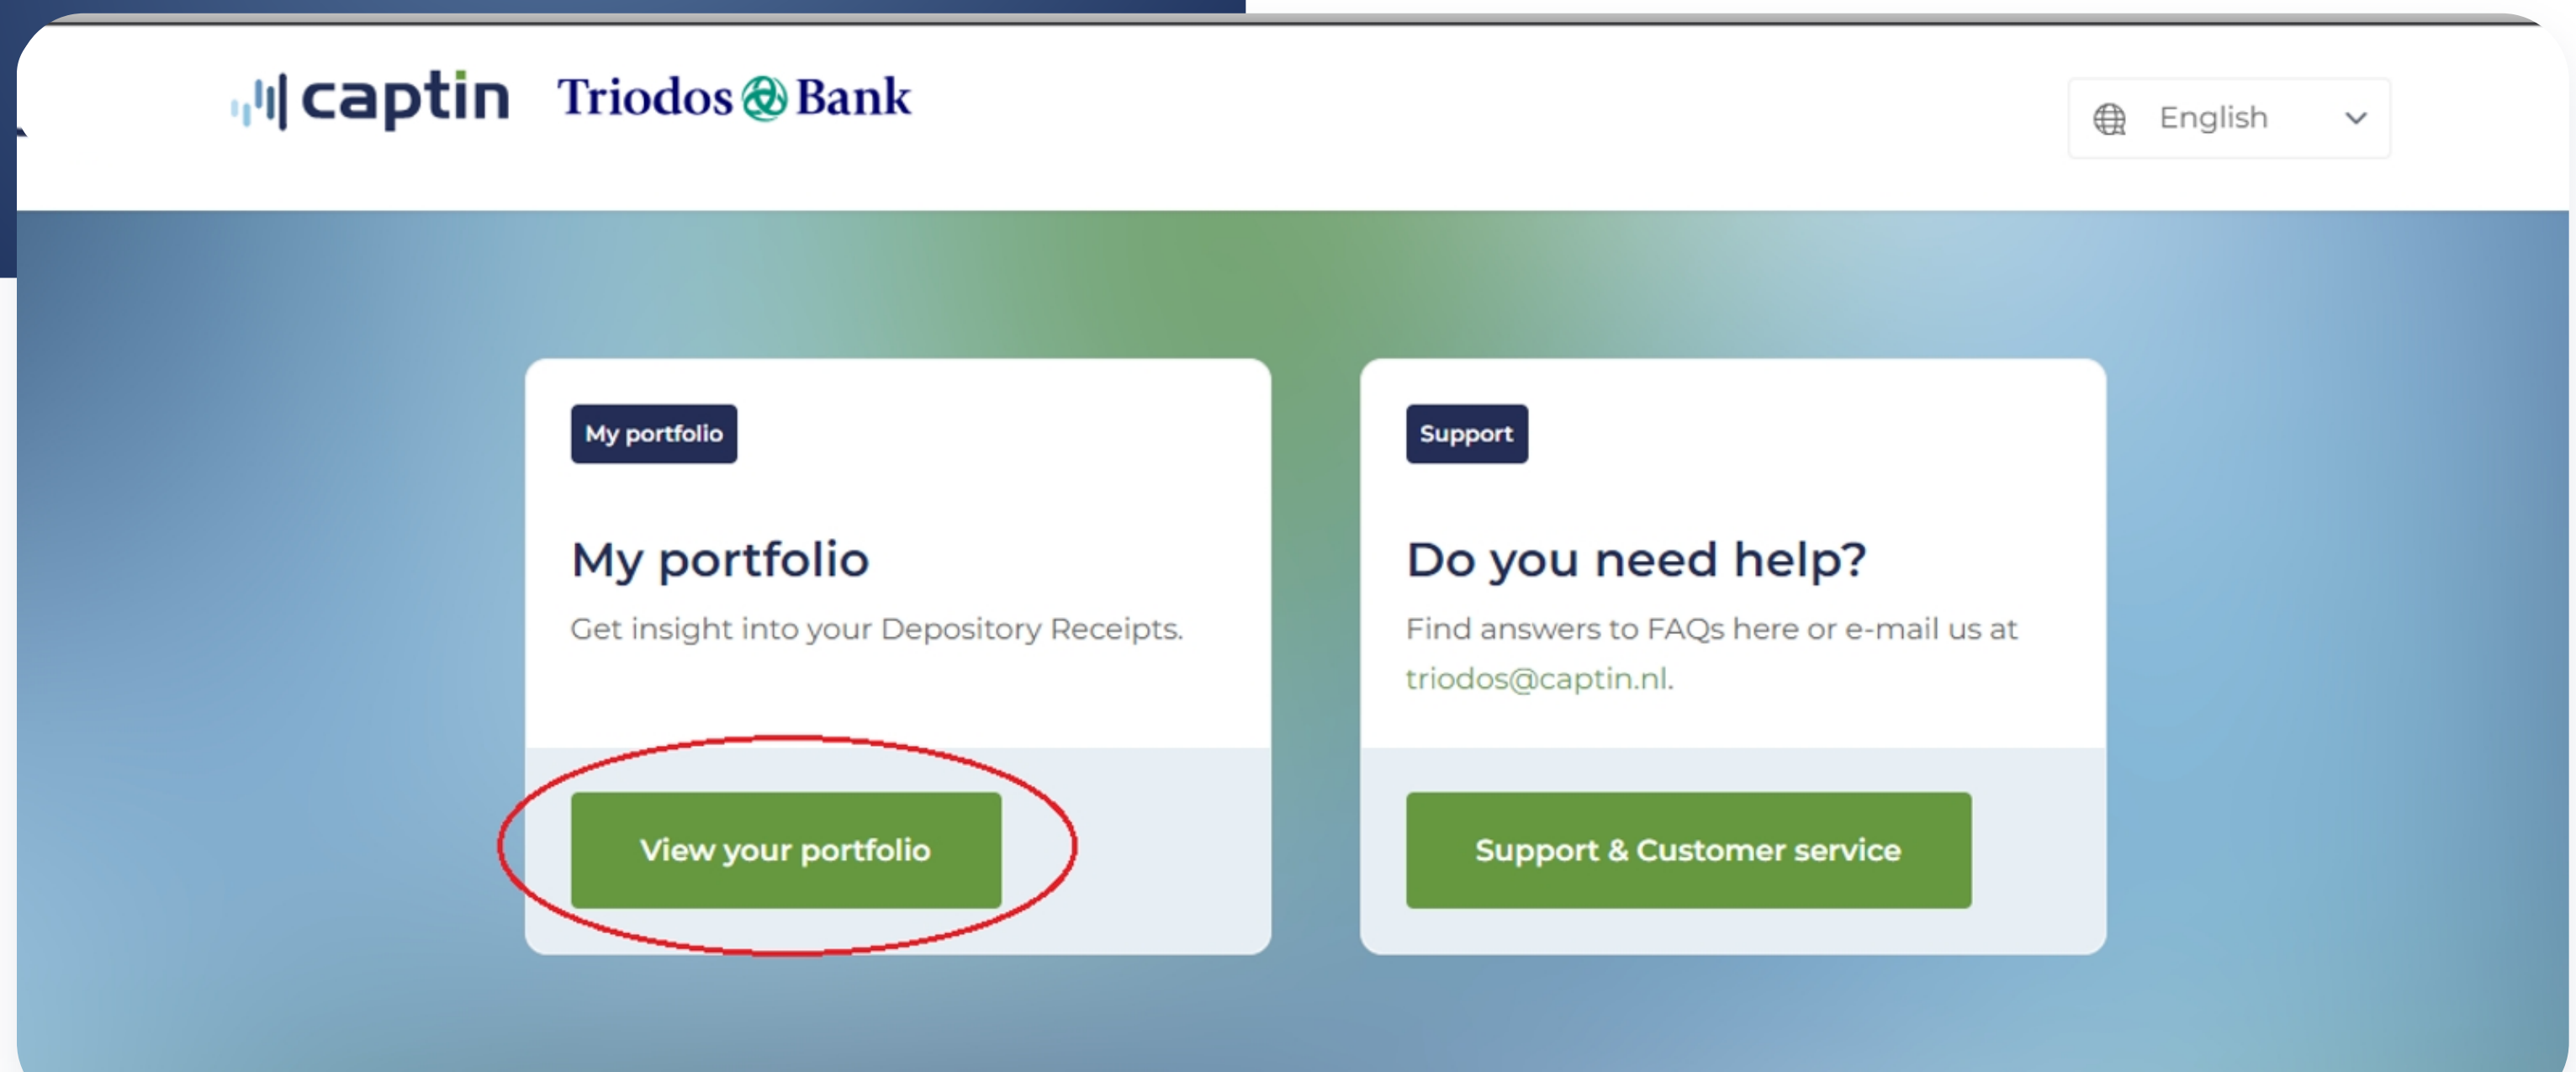 captin Triodos Bank
English
My portfolio
My portfolio
Get insight into your Depository Receipts.
View your portfolio
Support
Do you need help?
Find answers to FAQs here or e-mail us at
triodos@captin.nl.
Support & Customer service